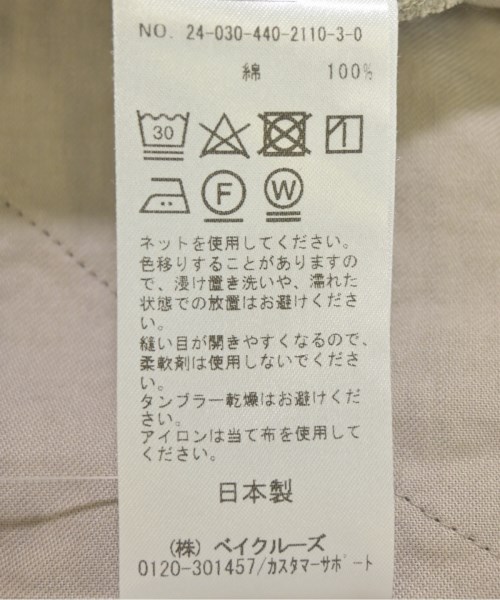 NO. 24-030-440-2110-3-0
綿 100%
30
F W
ネットを使用してください。
色移りすることがありますの
で、浸け置き洗いや、濡れた
状態での放置はお避けくださ
い。
縫い目が開きやすくなるので、
柔軟剤は使用しないでくださ
い。
タンブラー乾燥はお避けくだ
さい。
アイロンは当て布を使用して
ください。
日本製
(株) ベイクルーズ
0120-301457/カスタマーサポート